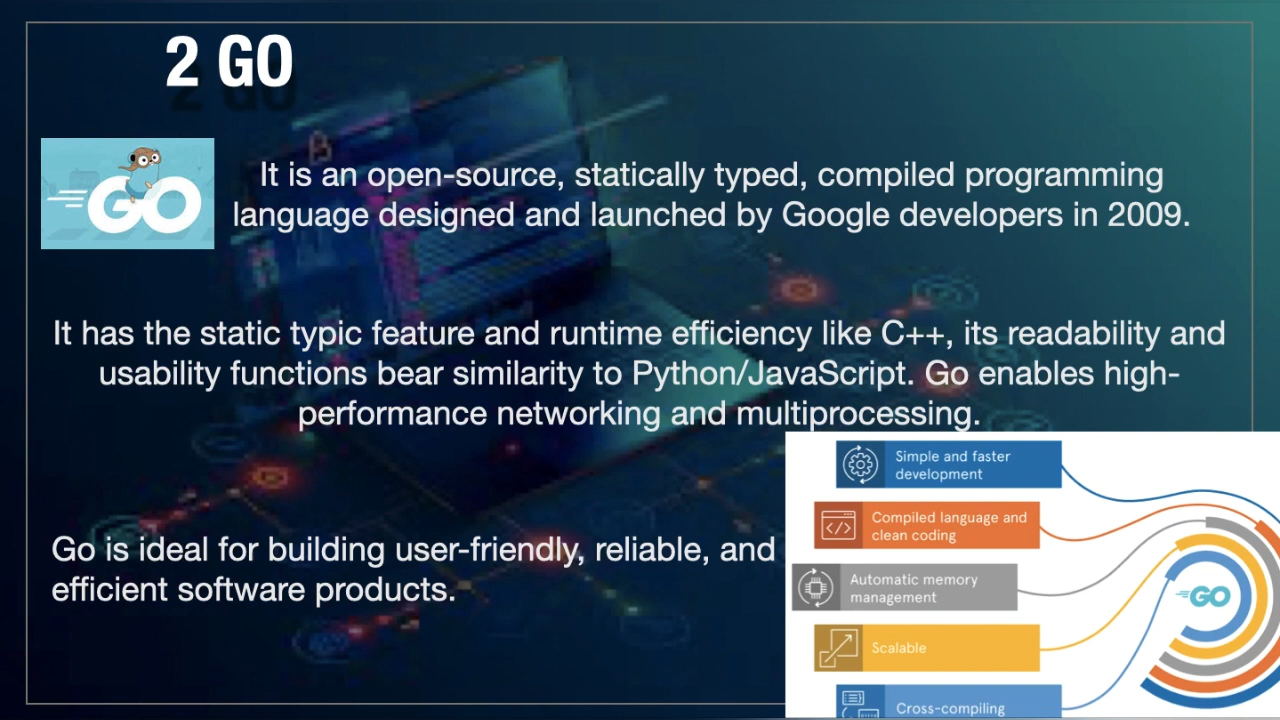 2 GO
GO
It is an open-source, statically typed, compiled programming
language designed and launched by Google developers in 2009.
It has the static typic feature and runtime efficiency like C++, its readability and
usability functions bear similarity to Python/JavaScript. Go enables high-
performance networking and multiprocessing.
Go is ideal for building user-friendly, reliable, and
efficient software products.
Simple and faster
development
Compiled language and
clean coding
Automatic memory
management
Scalable
Cross-compiling
GO